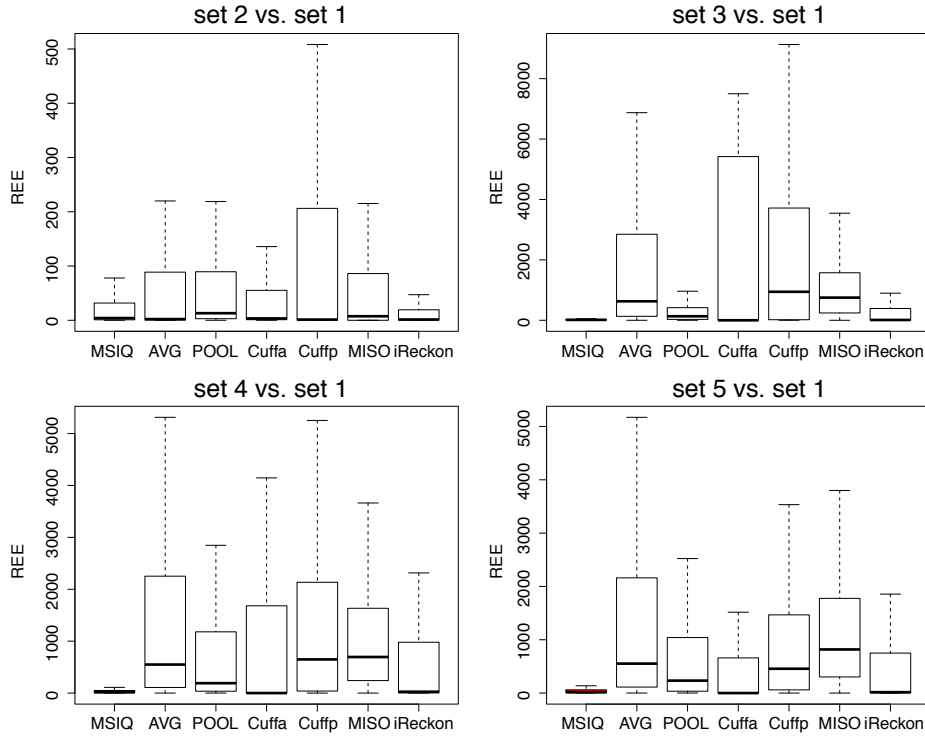 set 2 vs. set 1
REE
0 100 200 300 400 500
MSIQ AVG POOL Cuffa Cuffp MISO iReckon
set 3 vs. set 1
REE
0 2000 4000 6000 8000
MSIQ AVG POOL Cuffa Cuffp MISO iReckon
set 4 vs. set 1
REE
0 1000 2000 3000 4000 5000
MSIQ AVG POOL Cuffa Cuffp MISO iReckon
set 5 vs. set 1
REE
0 1000 2000 3000 4000 5000
MSIQ AVG POOL Cuffa Cuffp MISO iReckon